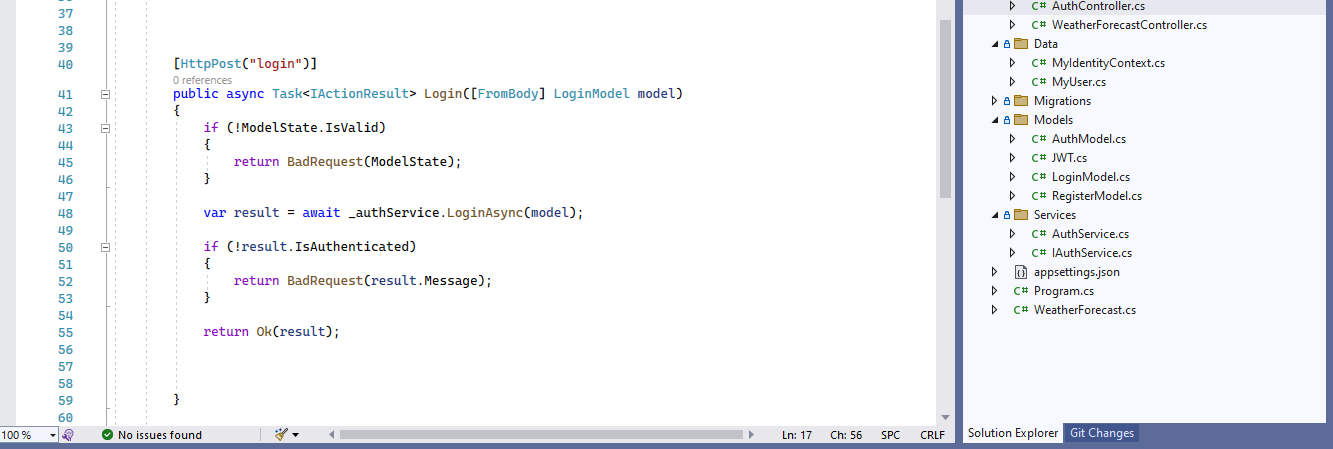 37
38
39
40 [HttpPost("login")]
0 references
41 public async Task<IActionResult> Login([FromBody] LoginModel model)
42 {
43 if (!ModelState.IsValid)
44 {
45 return BadRequest(ModelState);
46 }
47
48 var result = await _authService.LoginAsync(model);
49
50 if (!result.IsAuthenticated)
51 {
52 return BadRequest(result.Message);
53 }
54
55 return Ok(result);
56
57
58
59 }
60
100 %
No issues found
Ln: 17 Ch: 56 SPC CRLF
C# AuthController.cs
C# WeatherForecastController.cs
Data
C# MyIdentityContext.cs
C# MyUser.cs
Migrations
Models
C# AuthModel.cs
C# JWT.cs
C# LoginModel.cs
C# RegisterModel.cs
Services
C# AuthService.cs
C# IAuthService.cs
appsettings.json
C# Program.cs
C# WeatherForecast.cs
Solution Explorer Git Changes